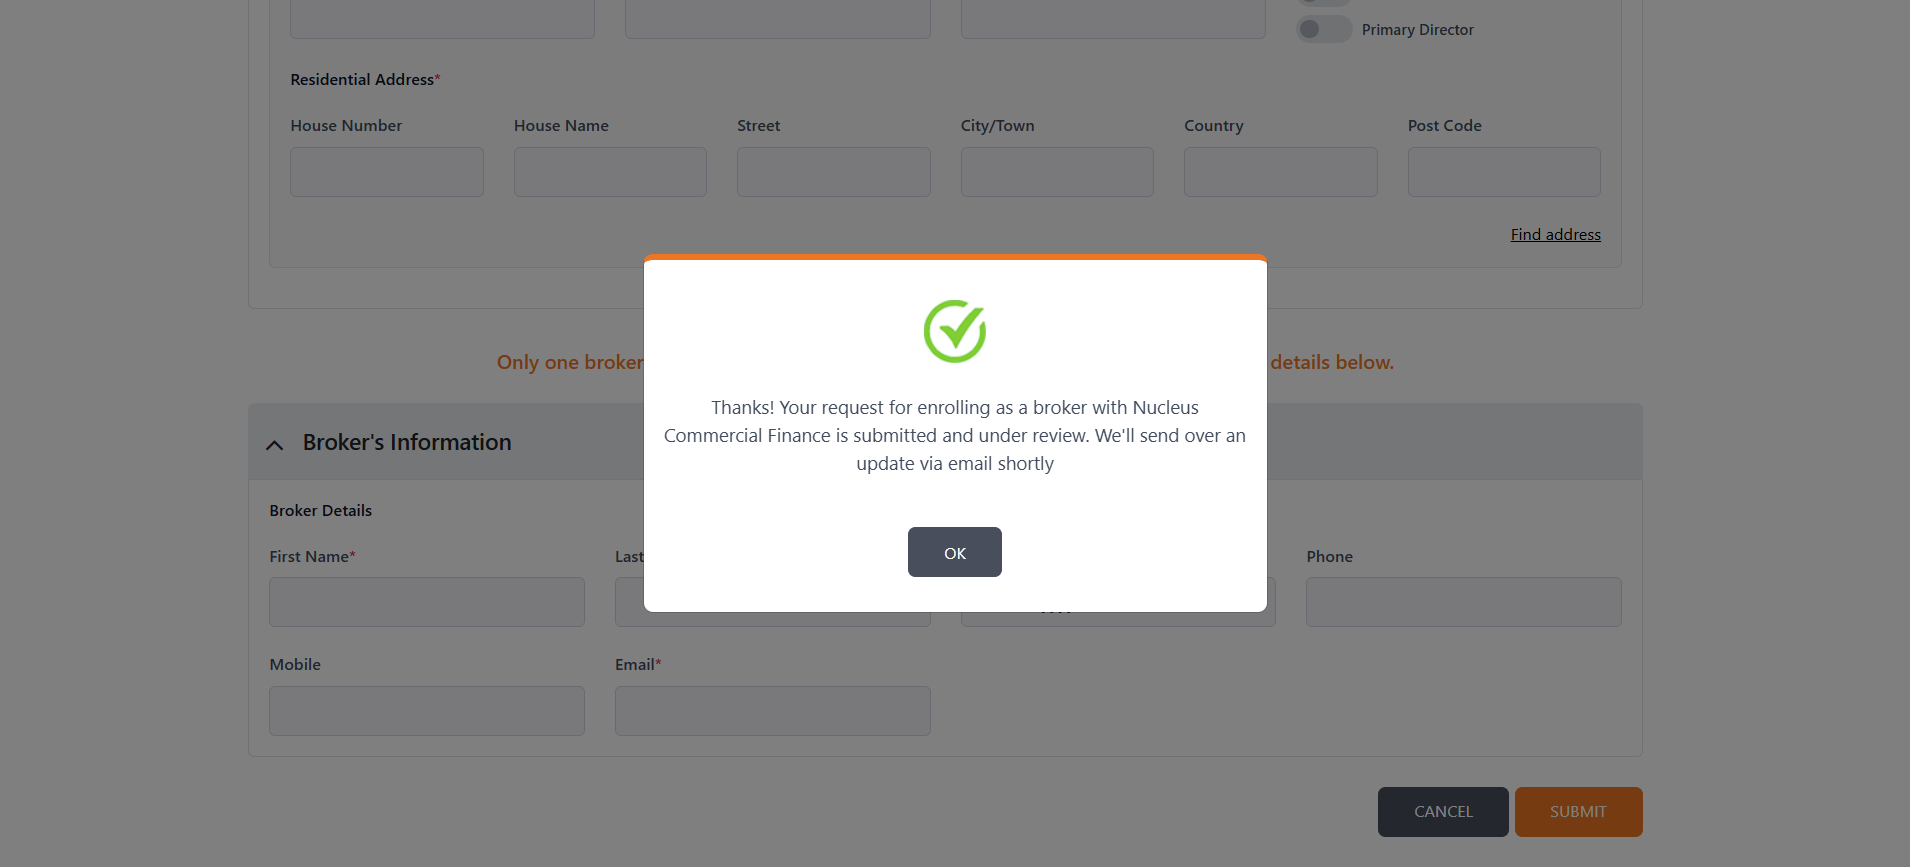 Primary Director
Residential Address*
House Number House Name Street City/Town Country Post Code
Find address
Only one broker details below.
Thanks! Your request for enrolling as a broker with Nucleus
Commercial Finance is submitted and under review. We'll send over an
update via email shortly
OK
Broker's Information
Broker Details
First Name* Last Phone
Mobile Email*
CANCEL SUBMIT